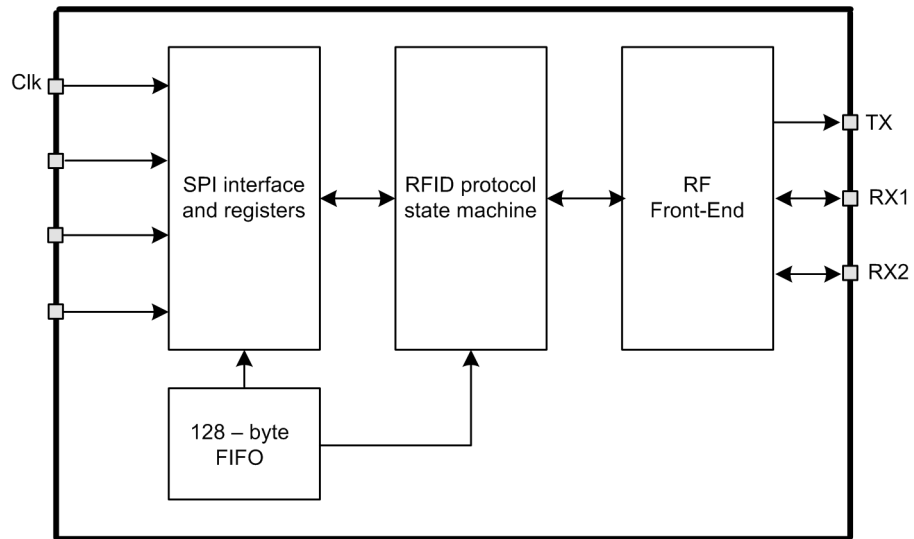 Clk
SPI interface
and registers
RFID protocol
state machine
RF
Front-End
TX
RX1
RX2
128 – byte
FIFO